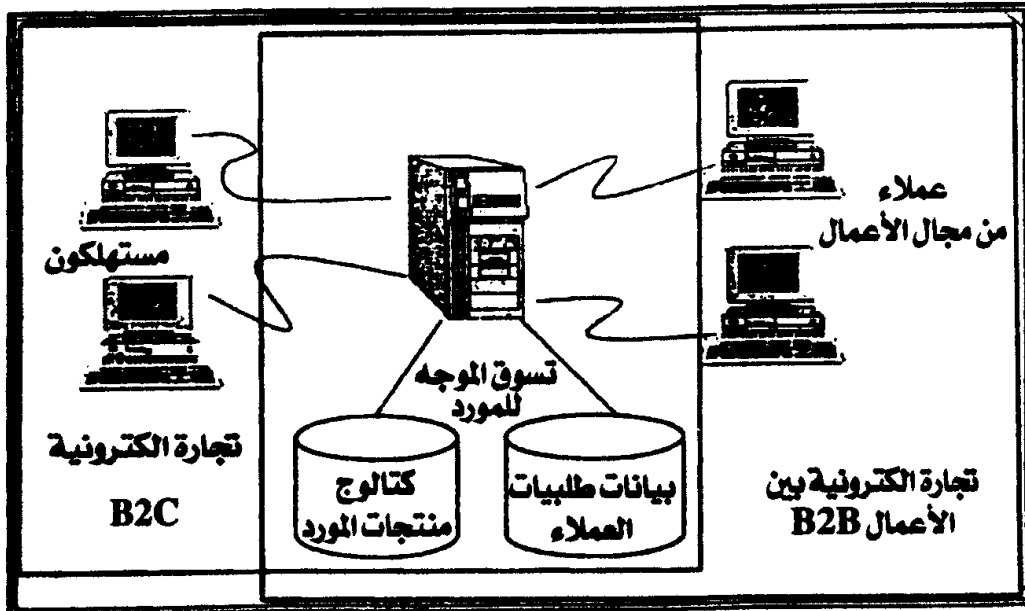 عملاء
من مجال الأعمال
مستهلكون
تسوق الموجه
للمورد
كتالوج
منتجات المورد
بيانات طلبيات
العملاء
تجارة الكترونية بين
الأعمال B2B
تجارة الكترونية
B2C